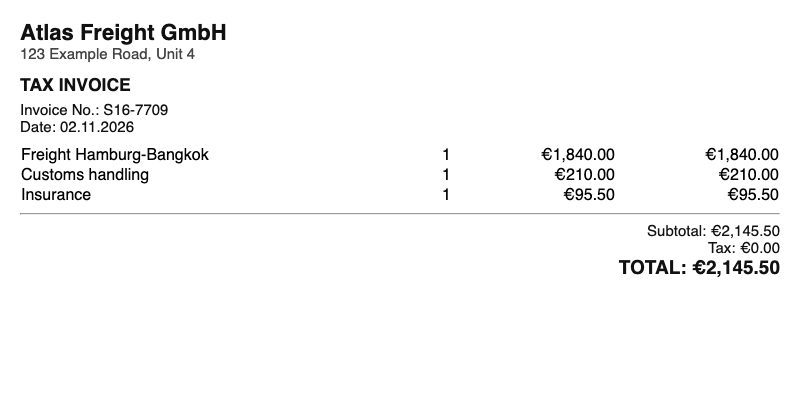 Atlas Freight GmbH
123 Example Road, Unit 4
TAX INVOICE
Invoice No.: S16-7709
Date: 02.11.2026
Freight Hamburg-Bangkok 1 €1,840.00 €1,840.00
Customs handling 1 €210.00 €210.00
Insurance 1 €95.50 €95.50
Subtotal: €2,145.50
Tax: €0.00
TOTAL: €2,145.50